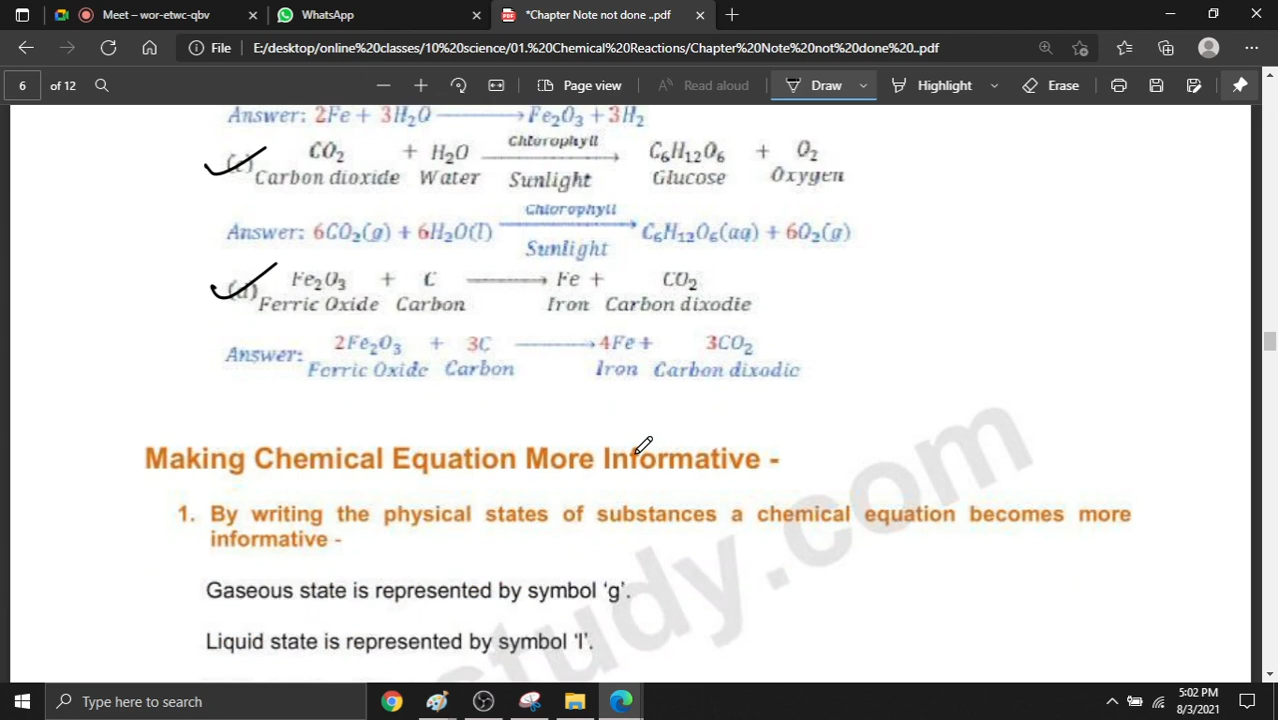 Meet – wor-etwc-qbv
WhatsApp
*Chapter Note not done ..pdf
File
E:/desktop/online%20classes/10%20science/01.%20Chemical%20Reactions/Chapter%20Note%20not%20done%20..pdf
6 of 12
Page view
Read aloud
Draw
Highlight
Erase
Answer: 2Fe + 3H₂O ⟶ Fe₂O₃ + 3H₂
(c) CO₂ + H₂O ⟶ C₆H₁₂O₆ + O₂
Chlorophyll
Carbon dioxide Water Sunlight Glucose Oxygen
Chlorophyll
Answer: 6CO₂(g) + 6H₂O(l) ⟶ C₆H₁₂O₆(aq) + 6O₂(g)
Sunlight
(d) Fe₂O₃ + C ⟶ Fe + CO₂
Ferric Oxide Carbon Iron Carbon dixodie
Answer: 2Fe₂O₃ + 3C ⟶ 4Fe + 3CO₂
Ferric Oxide Carbon Iron Carbon dixodic
Making Chemical Equation More Informative -
1. By writing the physical states of substances a chemical equation becomes more
informative -
Gaseous state is represented by symbol ‘g’.
Liquid state is represented by symbol ‘l’.
study.com
Type here to search
5:02 PM
8/3/2021